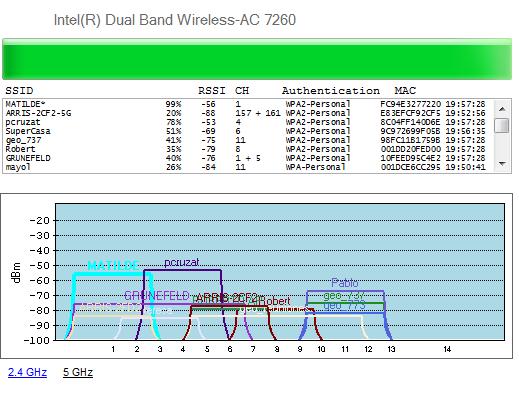 Intel(R) Dual Band Wireless-AC 7260
SSID RSSI CH Authentication MAC
MATILDE* 99% -56 1 WPA2-Personal FC94E3277220 19:57:28
ARRIS-2CF2-5G 20% -88 157 + 161 WPA2-Personal E83EFCF92CF5 19:52:56
pcruzat 78% -53 4 WPA2-Personal 8C04FF140D6E 19:57:28
SuperCasa 51% -69 6 WPA2-Personal 9C97269F705B 19:56:35
geo_737 41% -75 11 WPA2-Personal 98FC11B1759B 19:57:28
Robert 35% -79 8 WPA2-Personal 001DD20FED00 19:57:28
GRUNEFELD 40% -76 1 + 5 WPA2-Personal 10FEED95C4E2 19:57:28
mayol 26% -84 11 WPA-Personal 001DCE6CC295 19:50:41
dBm
-20
-30
-40
-50
-60
-70
-80
-90
-100
MATILDE
pcruzat
GRUNEFELD
ARRIS-2CF2
Robert
Pablo
geo_737
geo_773
1 2 3 4 5 6 7 8 9 10 11 12 13 14
2.4 GHz 5 GHz